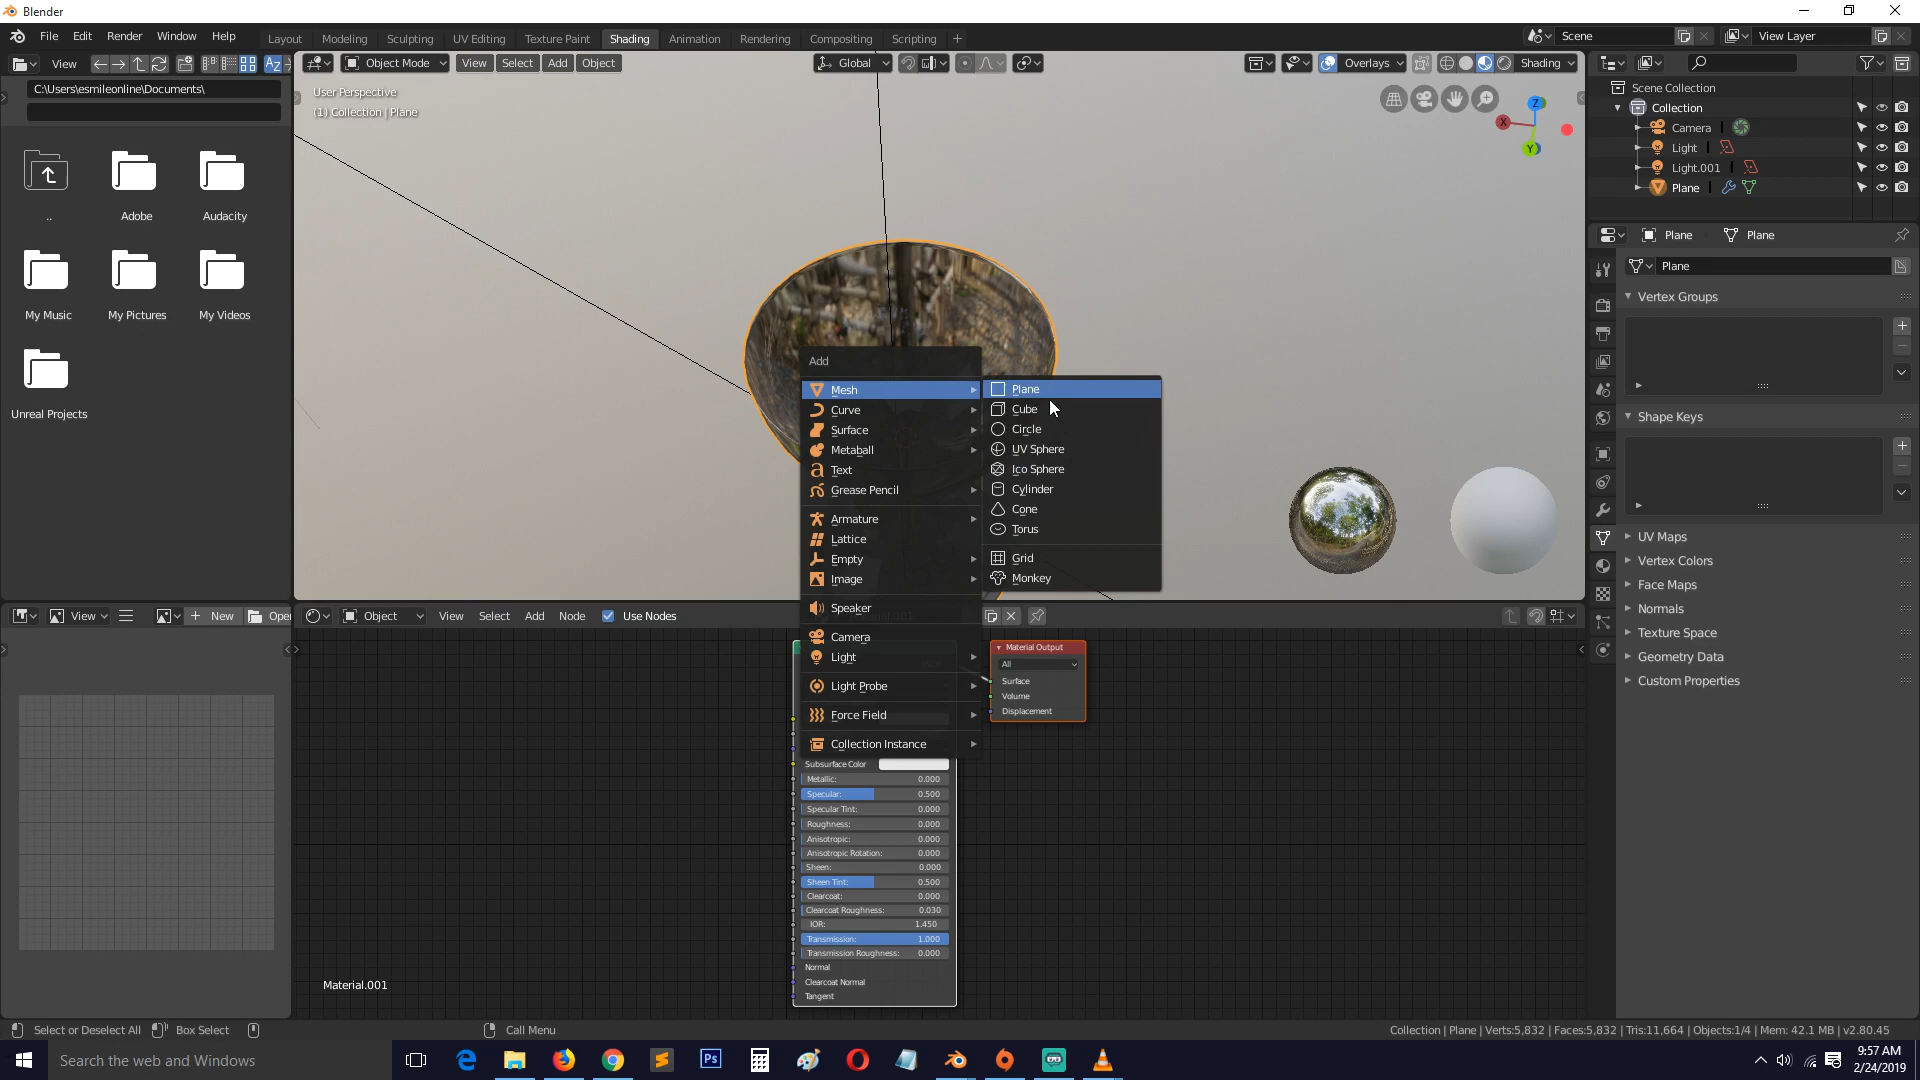 Blender
File Edit Render Window Help
Layout Modeling Sculpting UV Editing Texture Paint Shading Animation Rendering Compositing Scripting +
Scene
View Layer
View
Object Mode View Select Add Object
Global
Overlays
Shading
C:\Users\esmileonline\Documents\
User Perspective
(1) Collection | Plane
..
Adobe
Audacity
My Music
My Pictures
My Videos
Unreal Projects
Z
X
Y
Scene Collection
Collection
Camera
Light
Light.001
Plane
Plane Plane
Plane
Vertex Groups
Shape Keys
UV Maps
Vertex Colors
Face Maps
Normals
Texture Space
Geometry Data
Custom Properties
Add
Mesh
Curve
Surface
Metaball
Text
Grease Pencil
Armature
Lattice
Empty
Image
Speaker
Camera
Light
Light Probe
Force Field
Collection Instance
Plane
Cube
Circle
UV Sphere
Ico Sphere
Cylinder
Cone
Torus
Grid
Monkey
View
New
Open
Object View Select Add Node Use Nodes
Material Output
All
Surface
Volume
Displacement
Subsurface Color
Metallic: 0.000
Specular: 0.500
Specular Tint: 0.000
Roughness: 0.000
Anisotropic: 0.000
Anisotropic Rotation: 0.000
Sheen: 0.000
Sheen Tint: 0.500
Clearcoat: 0.000
Clearcoat Roughness: 0.030
IOR: 1.450
Transmission: 1.000
Transmission Roughness: 0.000
Normal
Clearcoat Normal
Tangent
Material.001
Select or Deselect All
Box Select
Call Menu
Collection | Plane | Verts:5,832 | Faces:5,832 | Tris:11,664 | Objects:1/4 | Mem: 42.1 MB | v2.80.45
Search the web and Windows
Ps
9:57 AM
2/24/2019